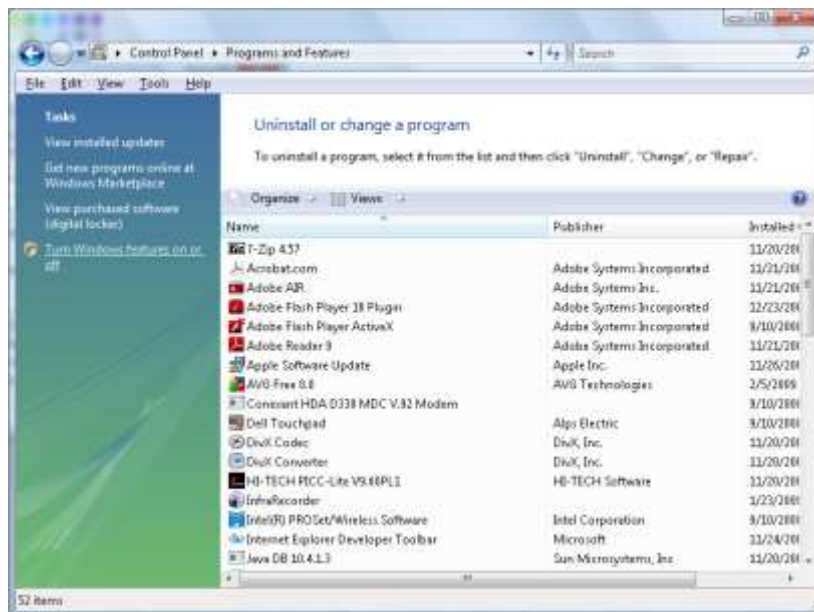 Control Panel ▸ Programs and Features
Search
File Edit View Tools Help
Tasks
View installed updates
Get new programs online at
Windows Marketplace
View purchased software
(digital locker)
Turn Windows features on or
off
Uninstall or change a program
To uninstall a program, select it from the list and then click "Uninstall", "Change", or "Repair".
Organize Views
Name Publisher Installed
7-Zip 4.57
Acrobat.com Adobe Systems Incorporated
Adobe AIR Adobe Systems Inc.
Adobe Flash Player 10 Plugin Adobe Systems Incorporated
Adobe Flash Player ActiveX Adobe Systems Incorporated
Adobe Reader 9 Adobe Systems Incorporated
Apple Software Update Apple Inc.
AVG Free 8.0 AVG Technologies 2/5/2009
Conexant HDA D330 MDC V.92 Modem
Dell Touchpad Alps Electric
DivX Codec DivX, Inc.
DivX Converter DivX, Inc.
HI-TECH PICC-Lite V9.60PL1 HI-TECH Software
InfraRecorder
Intel(R) PROSet/Wireless Software Intel Corporation
Internet Explorer Developer Toolbar Microsoft
Java DB 10.4.1.3 Sun Microsystems, Inc
52 items